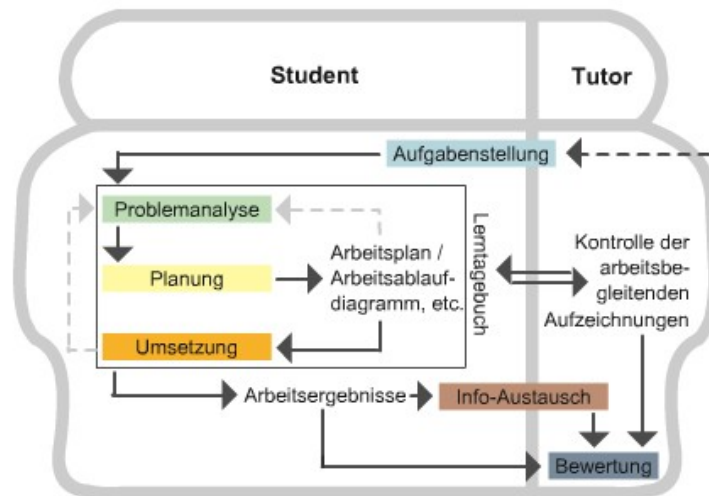 Student
Tutor
Aufgabenstellung
Problemanalyse
Planung
Arbeitsplan /
Arbeitsablauf-
diagramm, etc.
Umsetzung
Lerntagebuch
Kontrolle der
arbeitsbe-
gleitenden
Aufzeichnungen
Arbeitsergebnisse
Info-Austausch
Bewertung